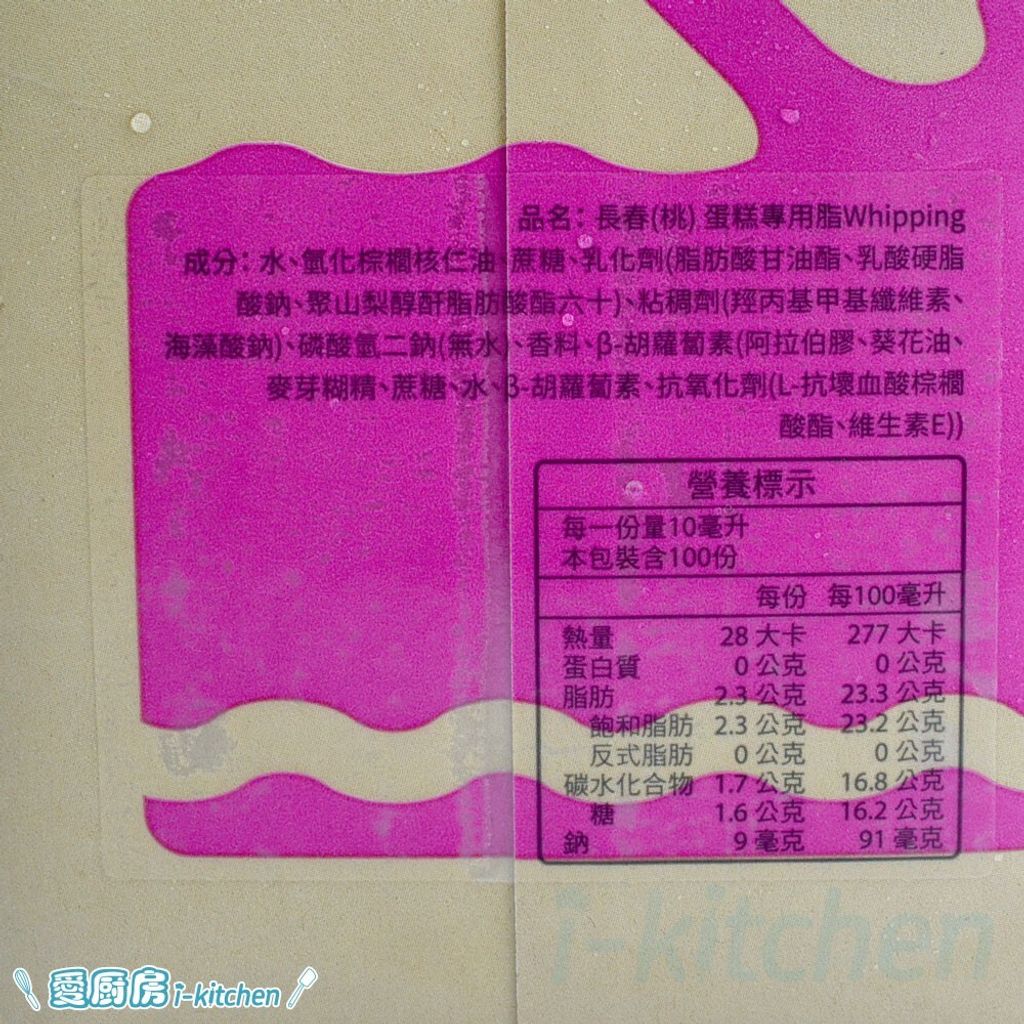 品名: 長春(桃) 蛋糕專用脂Whipping
成分: 水、氫化棕櫚核仁油、蔗糖、乳化劑(脂肪酸甘油酯、乳酸硬脂
酸鈉、聚山梨醇酐脂肪酸酯六十)、粘稠劑(羥丙基甲基纖維素、
海藻酸鈉)、磷酸氫二鈉(無水)、香料、β-胡蘿蔔素(阿拉伯膠、葵花油、
麥芽糊精、蔗糖、水、β-胡蘿蔔素、抗氧化劑(L-抗壞血酸棕櫚
酸酯、維生素E))
營養標示
每一份量10毫升
本包裝含100份
每份 每100毫升
熱量 28 大卡 277 大卡
蛋白質 0 公克 0 公克
脂肪 2.3 公克 23.3 公克
飽和脂肪 2.3 公克 23.2 公克
反式脂肪 0 公克 0 公克
碳水化合物 1.7 公克 16.8 公克
糖 1.6 公克 16.2 公克
鈉 9 毫克 91 毫克
i-kitchen
愛廚房 i-kitchen